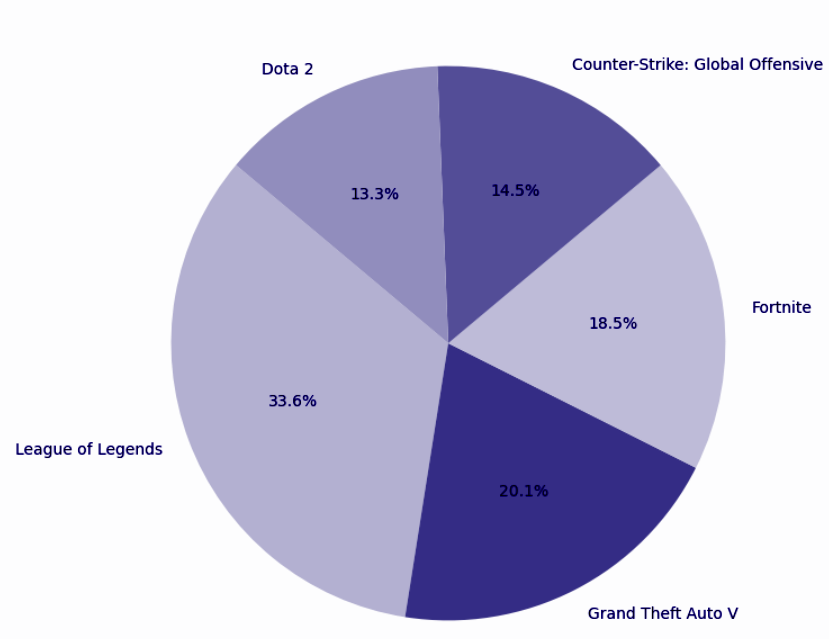 Counter-Strike: Global Offensive
Dota 2
14.5%
13.3%
Fortnite
18.5%
33.6%
League of Legends
20.1%
Grand Theft Auto V